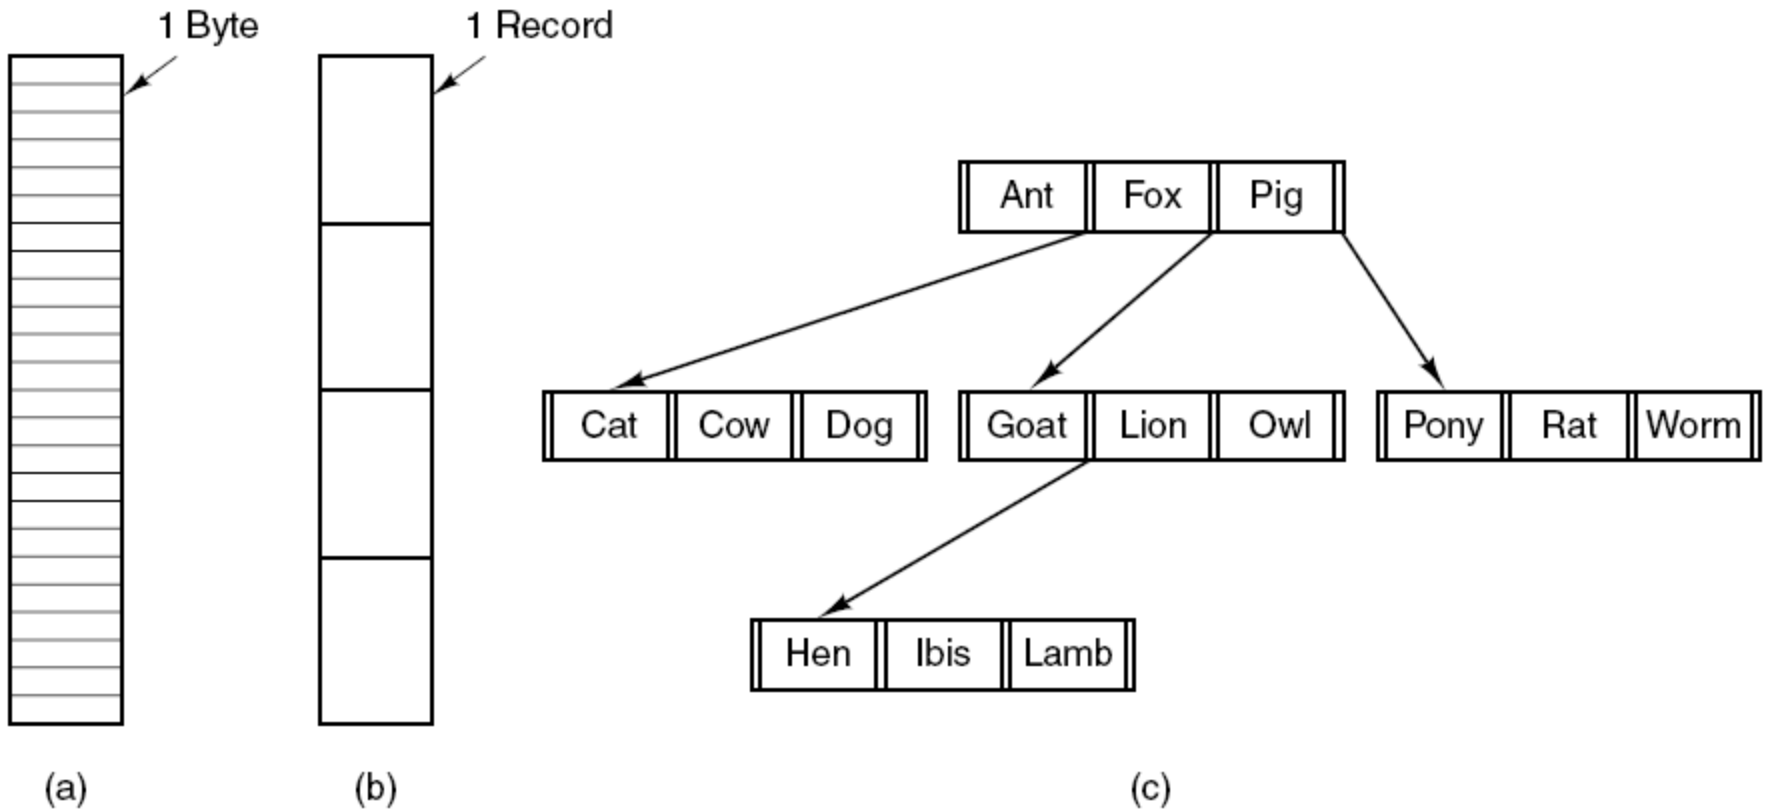 1 Byte
1 Record
Ant Fox Pig
Cat Cow Dog Goat Lion Owl Pony Rat Worm
Hen Ibis Lamb
(a) (b) (c)